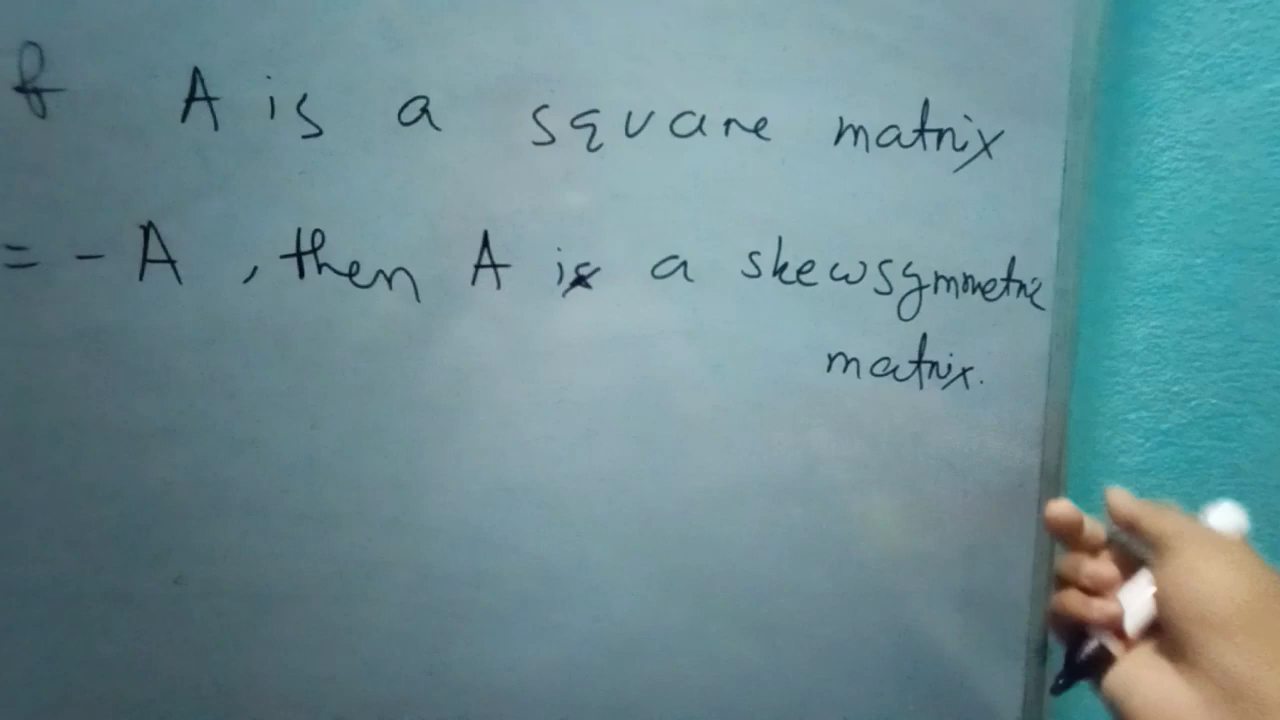 f A is a square matrix
= - A , then A is a skewsymmetric
matrix.